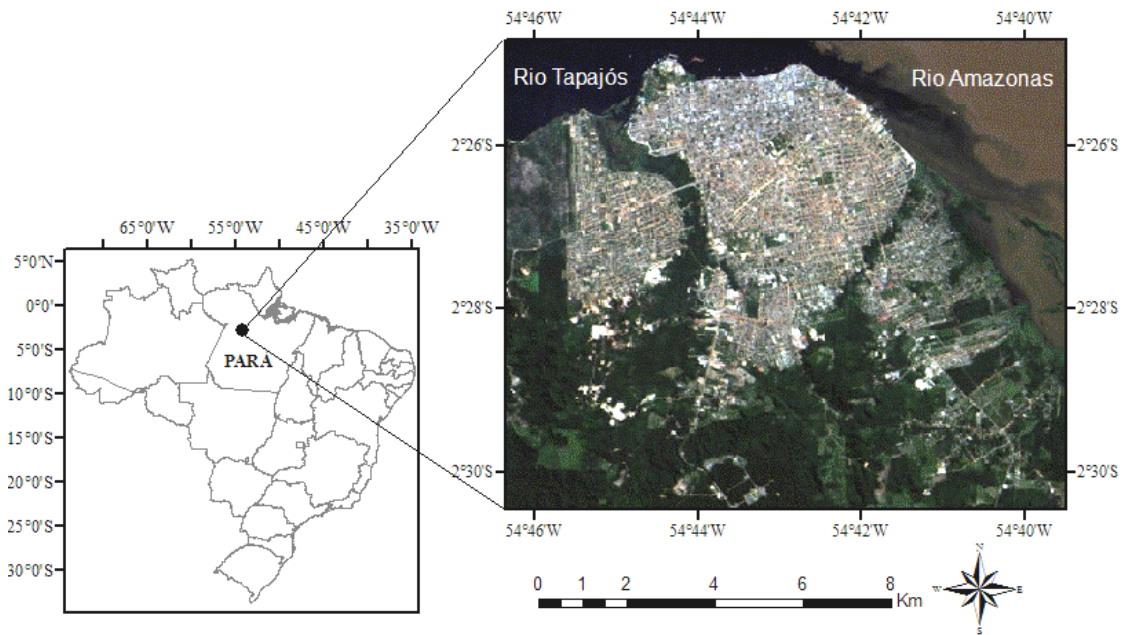 54°46'W 54°44'W 54°42'W 54°40'W
Rio Tapajós Rio Amazonas
2°26'S 2°26'S
65°0'W 55°0'W 45°0'W 35°0'W
5°0'N
0°0'
5°0'S
PARA
10°0'S
15°0'S
20°0'S
25°0'S
30°0'S
2°28'S 2°28'S
2°30'S 2°30'S
54°46'W 54°44'W 54°42'W 54°40'W
N
0 1 2 4 6 8
Km
W E
S